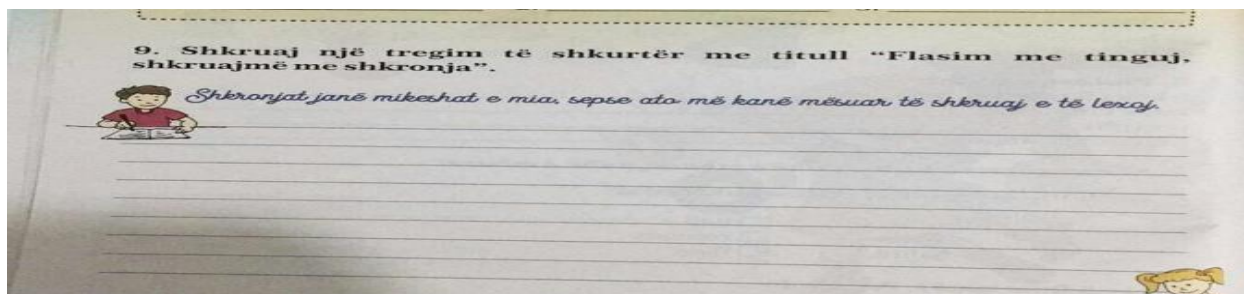 9. Shkruaj një tregim të shkurtër me titull “Flasim me tinguj,
shkruajmë me shkronja”.
Shkronjat janë mikeshat e mia, sepse ato më kanë mësuar të shkruaj e të lexoj.